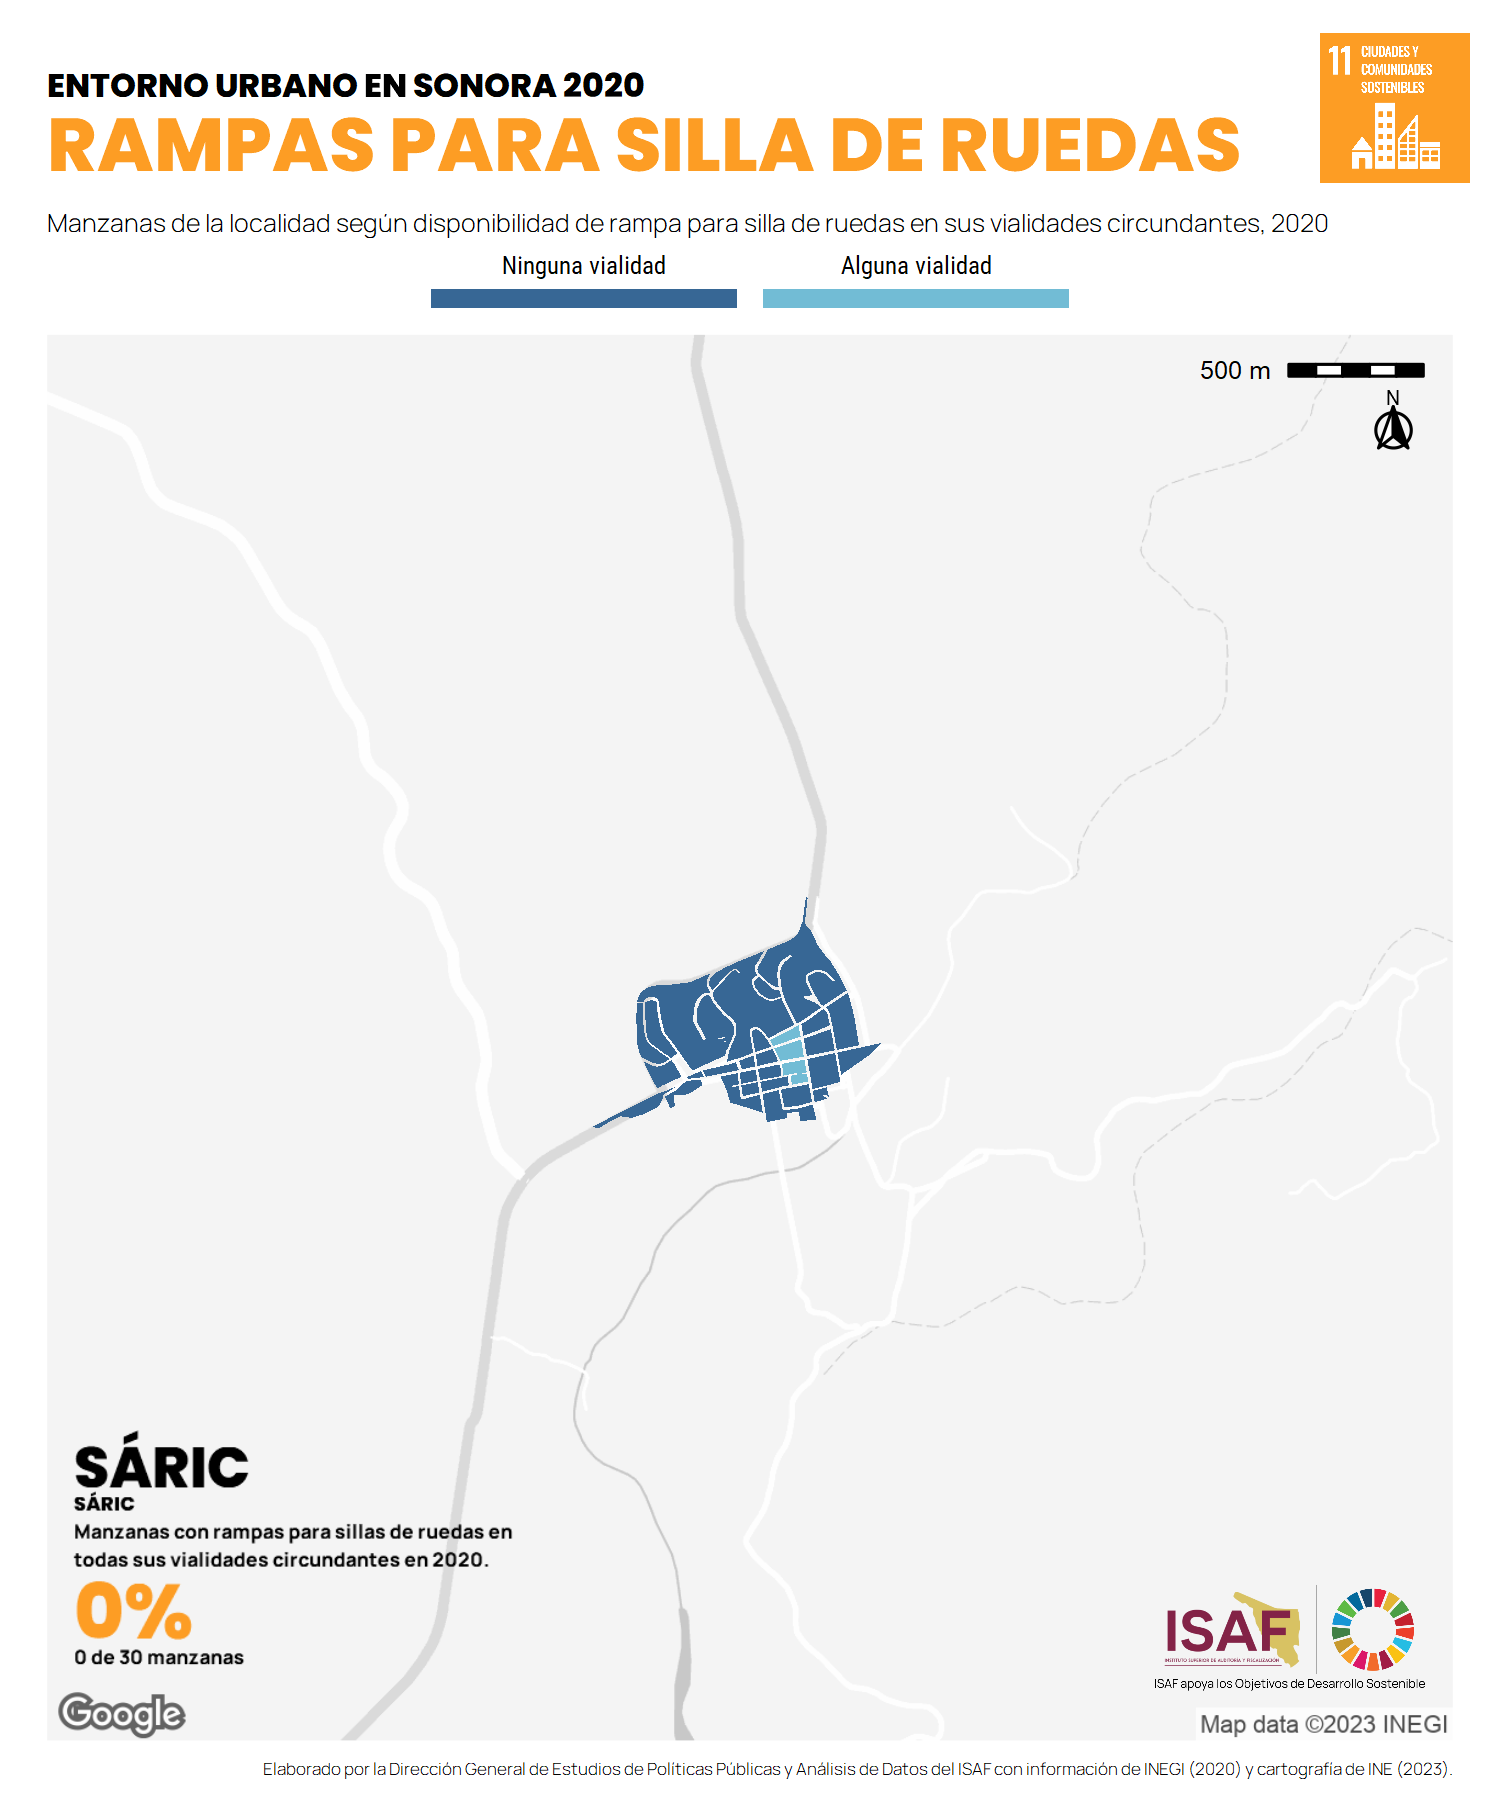 ENTORNO URBANO EN SONORA 2020
RAMPAS PARA SILLA DE RUEDAS
11 CIUDADES Y
COMUNIDADES
SOSTENIBLES
Manzanas de la localidad según disponibilidad de rampa para silla de ruedas en sus vialidades circundantes, 2020
Ninguna vialidad Alguna vialidad
500 m
N
SÁRIC
SÁRIC
Manzanas con rampas para sillas de ruedas en
todas sus vialidades circundantes en 2020.
0%
0 de 30 manzanas
ISAF
INSTITUTO SUPERIOR DE AUDITORÍA Y FISCALIZACIÓN
ISAF apoya los Objetivos de Desarrollo Sostenible
Google
Map data ©2023 INEGI
Elaborado por la Dirección General de Estudios de Políticas Públicas y Análisis de Datos del ISAF con información de INEGI (2020) y cartografía de INE (2023).